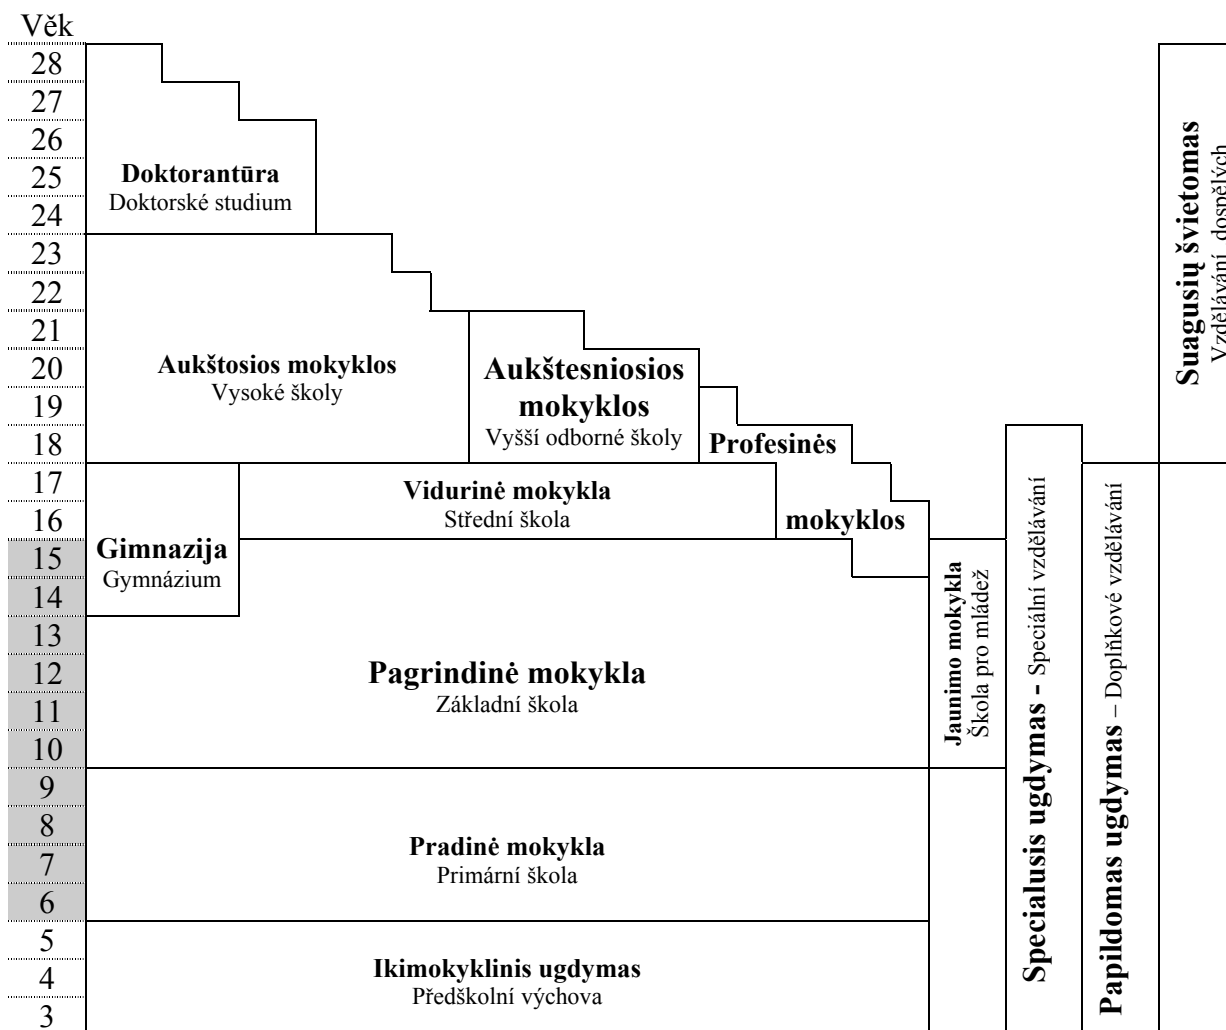 Věk
28
27
26
25
24
23
22
21
20
19
18
17
16
15
14
13
12
11
10
9
8
7
6
5
4
3
Doktorantūra
Doktorské studium
Aukštosios mokyklos
Vysoké školy
Aukštesniosios
mokyklos
Vyšší odborné školy
Profesinės
mokyklos
Vidurinė mokykla
Střední škola
Gimnazija
Gymnázium
Pagrindinė mokykla
Základní škola
Pradinė mokykla
Primární škola
Ikimokyklinis ugdymas
Předškolní výchova
Jaunimo mokykla
Škola pro mládež
Specialusis ugdymas - Speciální vzdělávání
Papildomas ugdymas – Doplňkové vzdělávání
Suagusių švietomas
Vzdělávání dospělých